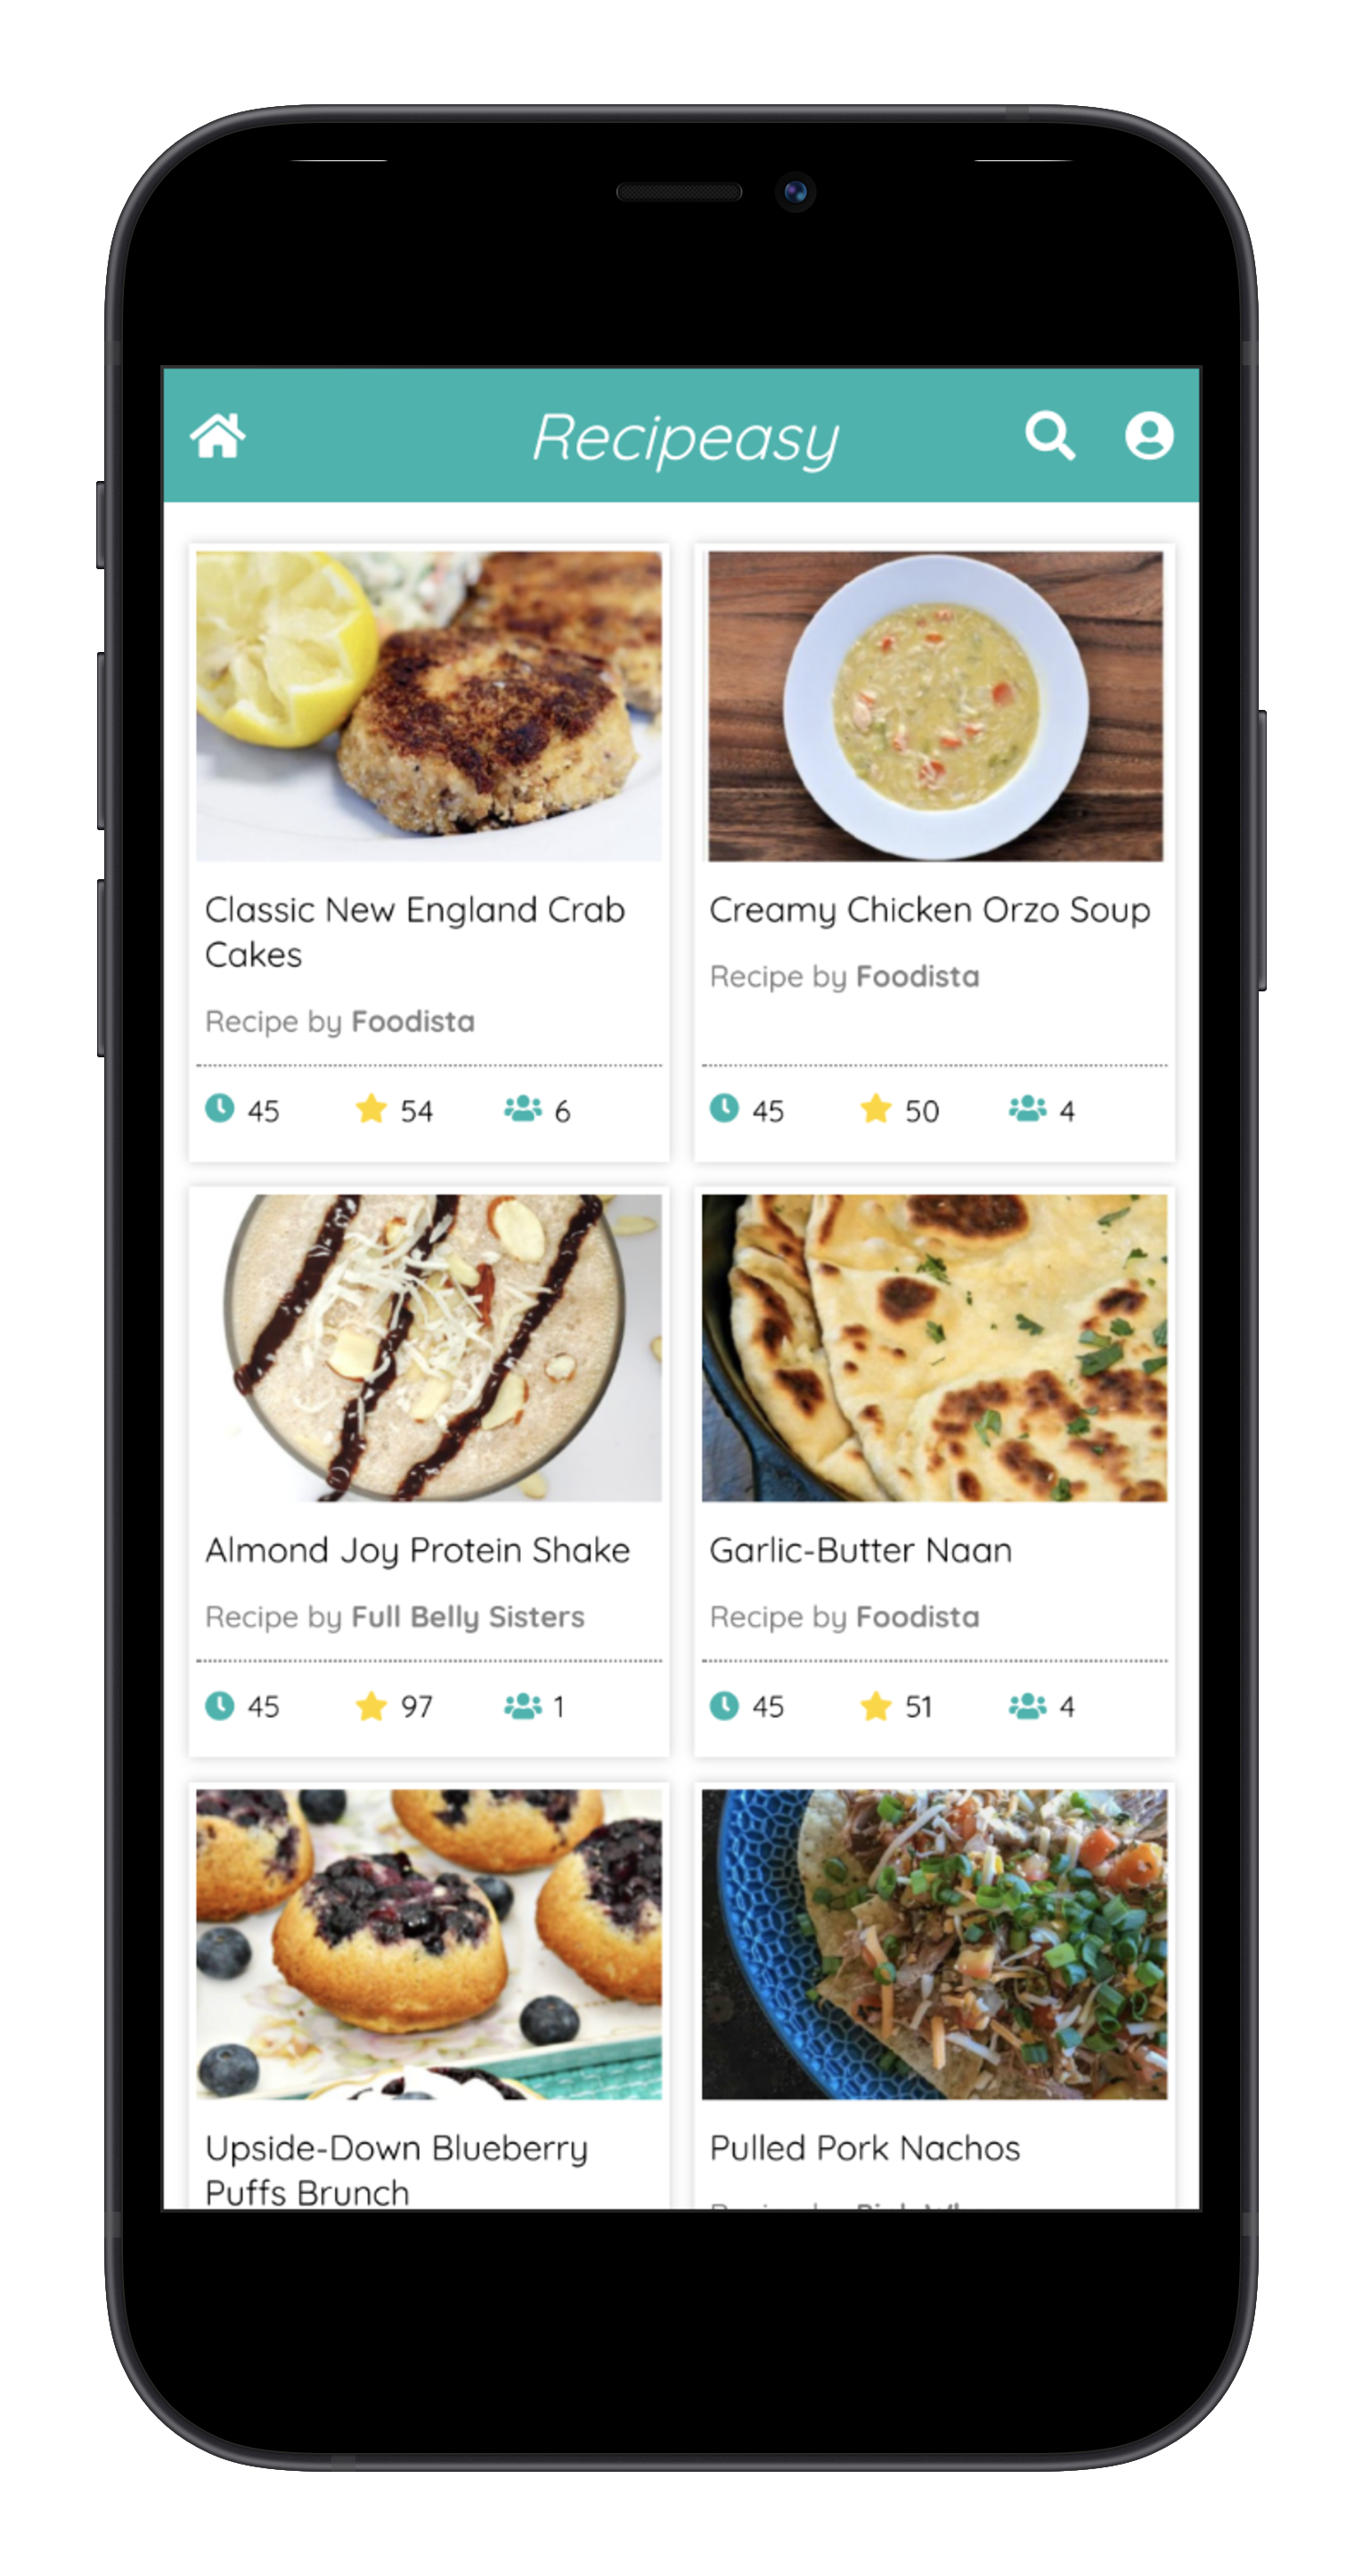 Recipeasy
Classic New England Crab
Cakes
Recipe by Foodista
45 54 6
Creamy Chicken Orzo Soup
Recipe by Foodista
45 50 4
Almond Joy Protein Shake
Recipe by Full Belly Sisters
45 97 1
Garlic-Butter Naan
Recipe by Foodista
45 51 4
Upside-Down Blueberry
Puffs Brunch
Pulled Pork Nachos